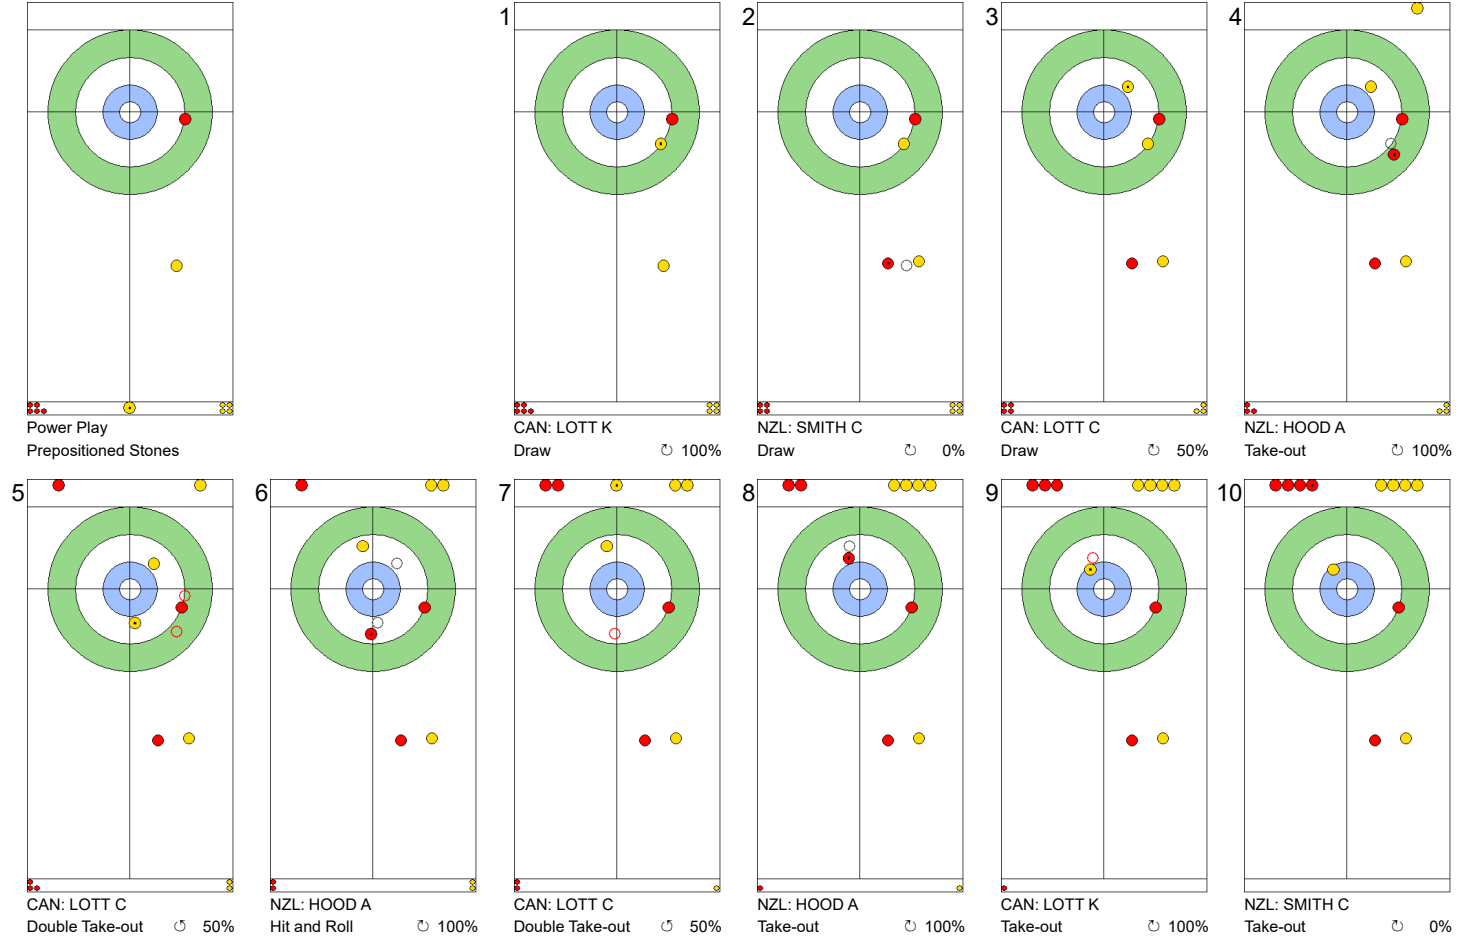 Power Play
Prepositioned Stones
1
CAN: LOTT K
Draw ↻ 100%
2
NZL: SMITH C
Draw ↻ 0%
3
CAN: LOTT C
Draw ↻ 50%
4
NZL: HOOD A
Take-out ↻ 100%
5
CAN: LOTT C
Double Take-out ↺ 50%
6
NZL: HOOD A
Hit and Roll ↻ 100%
7
CAN: LOTT C
Double Take-out ↺ 50%
8
NZL: HOOD A
Take-out ↻ 100%
9
CAN: LOTT K
Take-out ↻ 100%
10
NZL: SMITH C
Take-out ↻ 0%